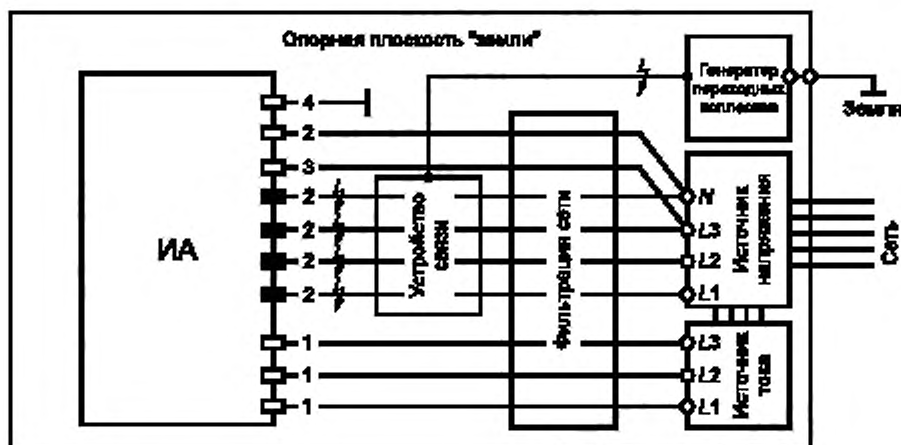 Опорная плоскость "земли"
Генератор
переходных
всплесков
Земля
ИА
4
2
3
2
2
2
2
1
1
1
Устройство
связи
Фильтрация сети
N
L3
L2
L1
Источник
напряжения
Сеть
L3
L2
L1
Источник
тока